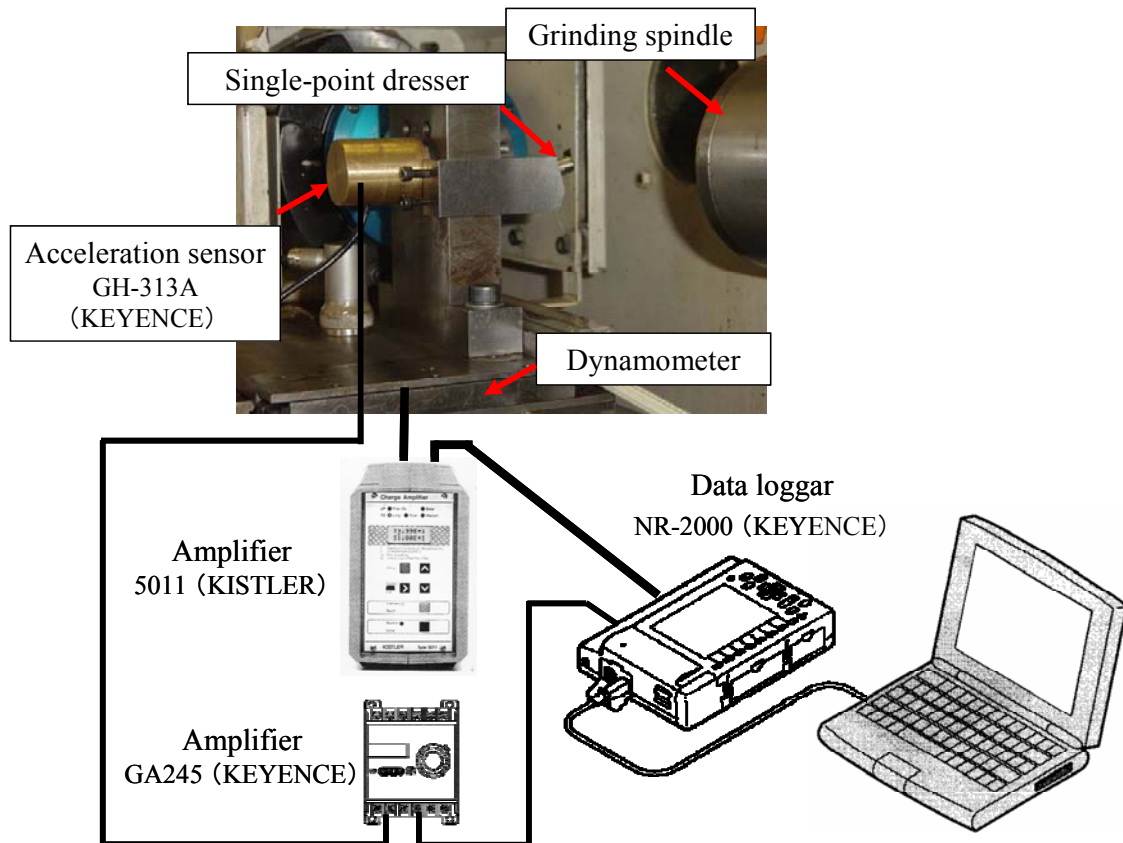 Grinding spindle
Single-point dresser
Acceleration sensor
GH-313A
（KEYENCE）
Dynamometer
Charge Amplifier
KISTLER
Amplifier
5011（KISTLER）
Data loggar
NR-2000（KEYENCE）
Amplifier
GA245（KEYENCE）